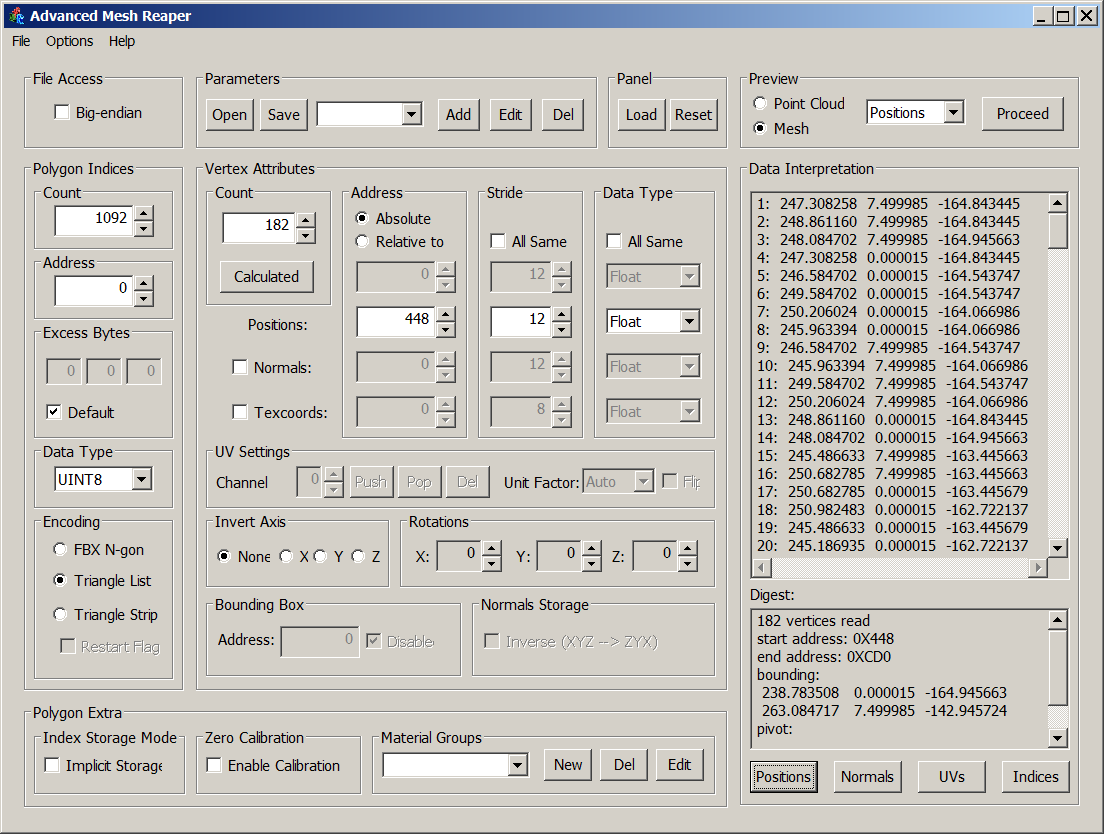 Advanced Mesh Reaper
File Options Help
File Access
Big-endian
Parameters
Open Save Add Edit Del
Panel
Load Reset
Preview
Point Cloud
Mesh
Positions
Proceed
Polygon Indices
Count
1092
Address
0
Excess Bytes
0 0 0
Default
Data Type
UINT8
Encoding
FBX N-gon
Triangle List
Triangle Strip
Restart Flag
Vertex Attributes
Count
182
Calculated
Positions:
Normals:
Texcoords:
Address
Absolute
Relative to
0
448
0
0
Stride
All Same
12
12
12
8
Data Type
All Same
Float
Float
Float
Float
UV Settings
Channel 0 Push Pop Del Unit Factor: Auto Flip
Invert Axis
None X Y Z
Rotations
X: 0 Y: 0 Z: 0
Bounding Box
Address: 0 Disable
Normals Storage
Inverse (XYZ --> ZYX)
Polygon Extra
Index Storage Mode
Implicit Storage
Zero Calibration
Enable Calibration
Material Groups
New Del Edit
Data Interpretation
1: 247.308258 7.499985 -164.843445
2: 248.861160 7.499985 -164.843445
3: 248.084702 7.499985 -164.945663
4: 247.308258 0.000015 -164.843445
5: 246.584702 0.000015 -164.543747
6: 249.584702 0.000015 -164.543747
7: 250.206024 0.000015 -164.066986
8: 245.963394 0.000015 -164.066986
9: 246.584702 7.499985 -164.543747
10: 245.963394 7.499985 -164.066986
11: 249.584702 7.499985 -164.543747
12: 250.206024 7.499985 -164.066986
13: 248.861160 0.000015 -164.843445
14: 248.084702 0.000015 -164.945663
15: 245.486633 7.499985 -163.445663
16: 250.682785 7.499985 -163.445663
17: 250.682785 0.000015 -163.445679
18: 250.982483 0.000015 -162.722137
19: 245.486633 0.000015 -163.445679
20: 245.186935 0.000015 -162.722137
Digest:
182 vertices read
start address: 0X448
end address: 0XCD0
bounding:
238.783508 0.000015 -164.945663
263.084717 7.499985 -142.945724
pivot:
Positions Normals UVs Indices